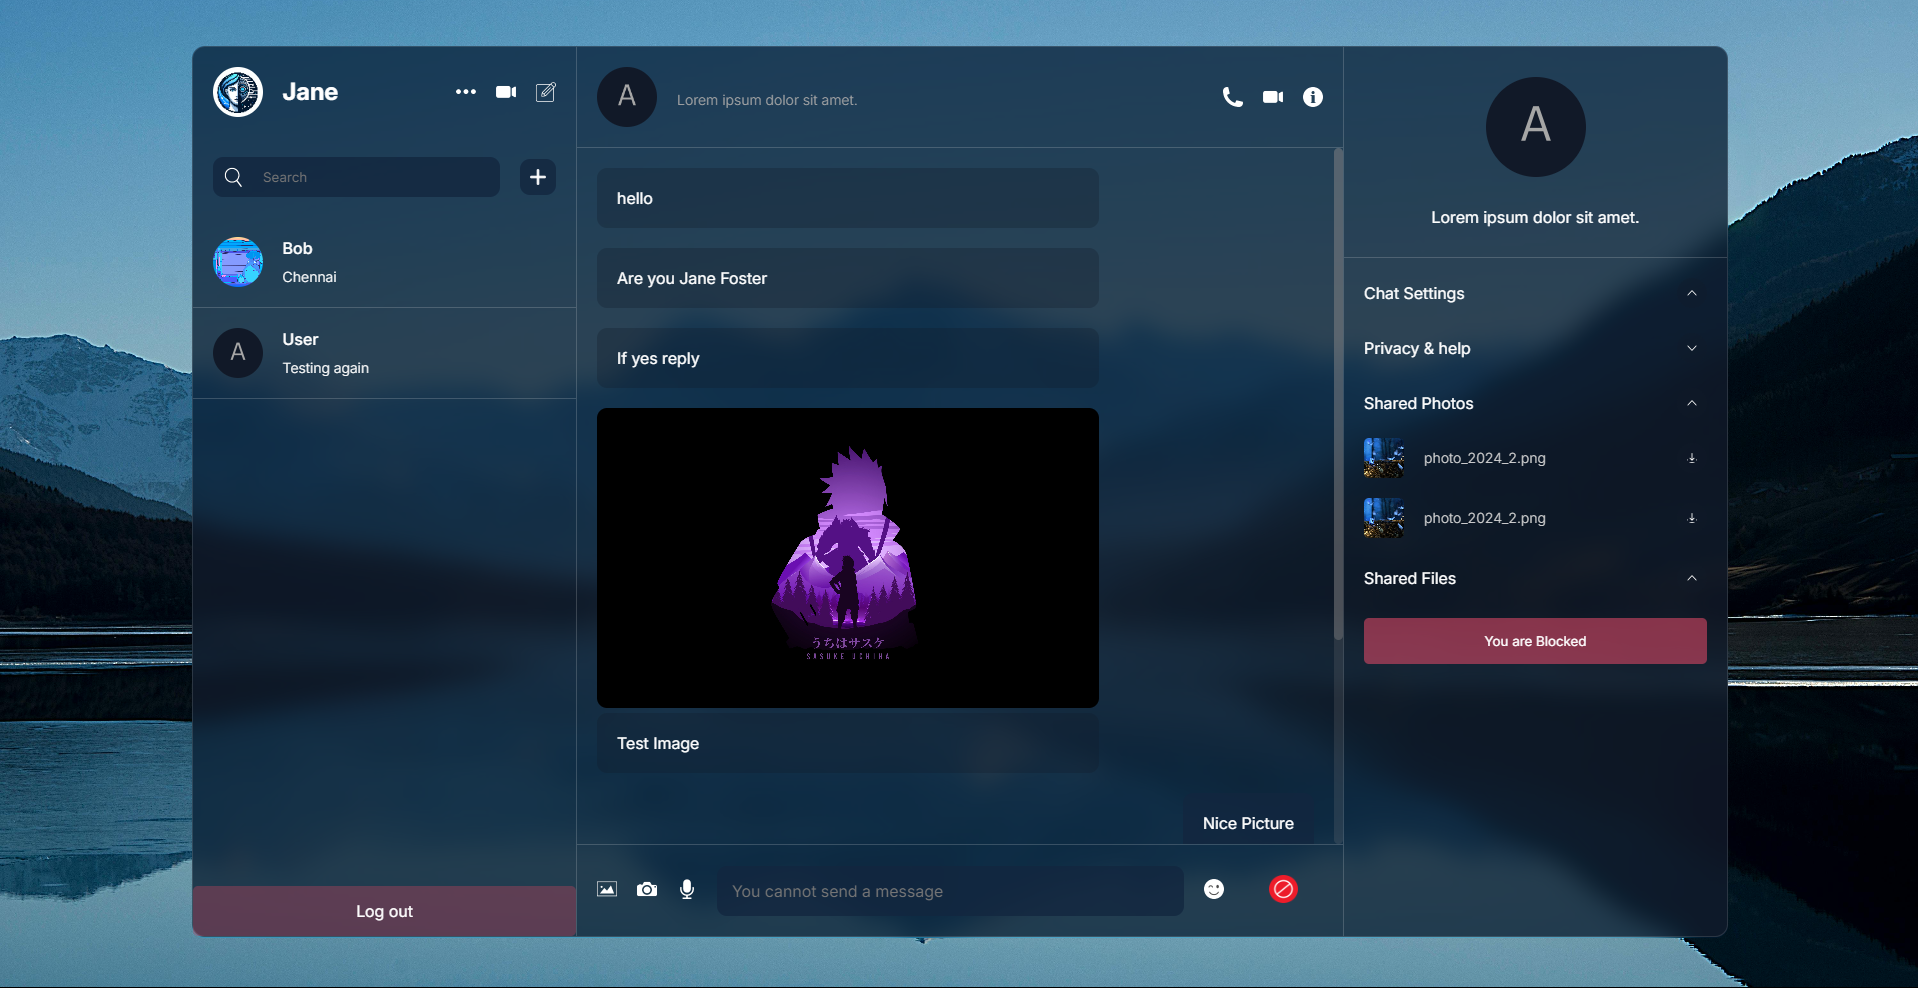 Jane
Search
Bob
Chennai
A
User
Testing again
Log out
A
Lorem ipsum dolor sit amet.
hello
Are you Jane Foster
If yes reply
うちはサスケ
SASUKE UCHIHA
Test Image
Nice Picture
You cannot send a message
A
Lorem ipsum dolor sit amet.
Chat Settings
Privacy & help
Shared Photos
photo_2024_2.png
photo_2024_2.png
Shared Files
You are Blocked